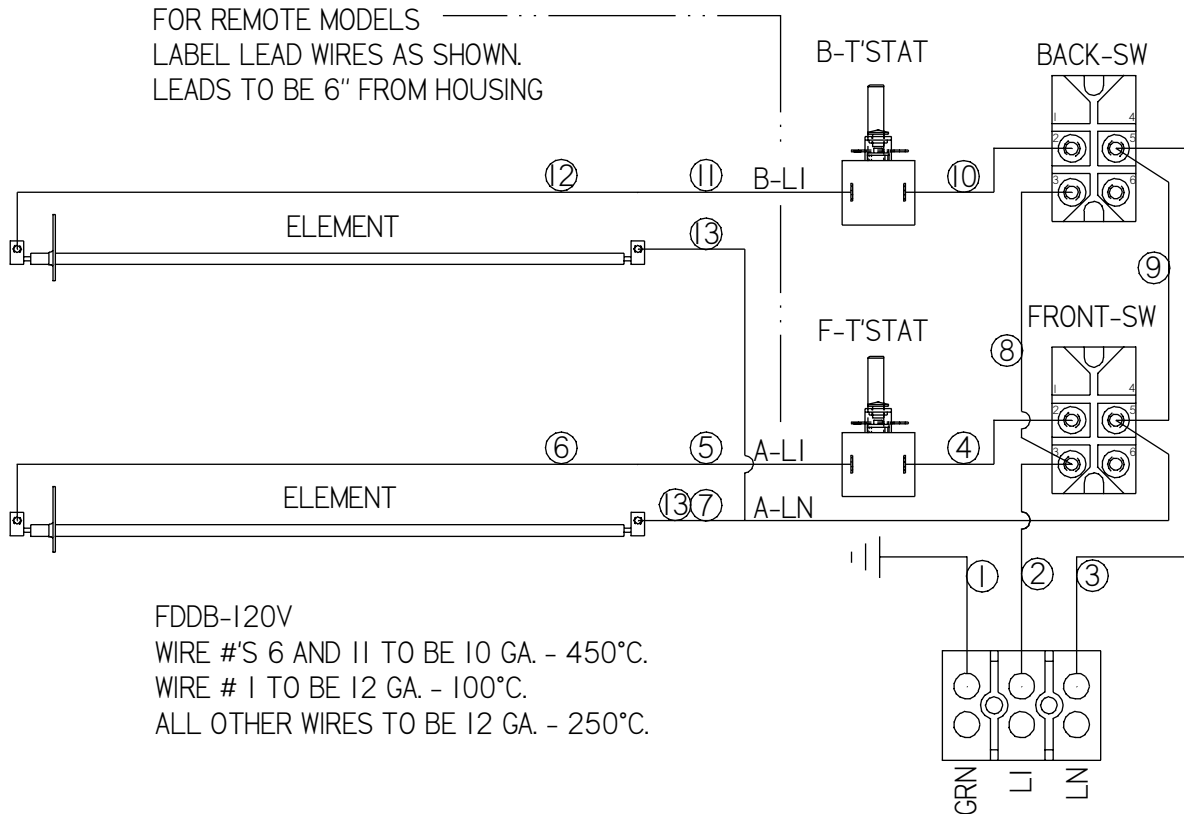 FOR REMOTE MODELS
LABEL LEAD WIRES AS SHOWN.
LEADS TO BE 6" FROM HOUSING
B-T'STAT
BACK-SW
1
4
2
5
3
6
12
11
B-L1
10
ELEMENT
13
9
F-T'STAT
FRONT-SW
8
1
4
2
5
3
6
6
5
A-L1
4
ELEMENT
13
7
A-LN
1
2
3
FDDB-120V
WIRE #'S 6 AND 11 TO BE 10 GA. - 450°C.
WIRE # 1 TO BE 12 GA. - 100°C.
ALL OTHER WIRES TO BE 12 GA. - 250°C.
GRN
L1
LN